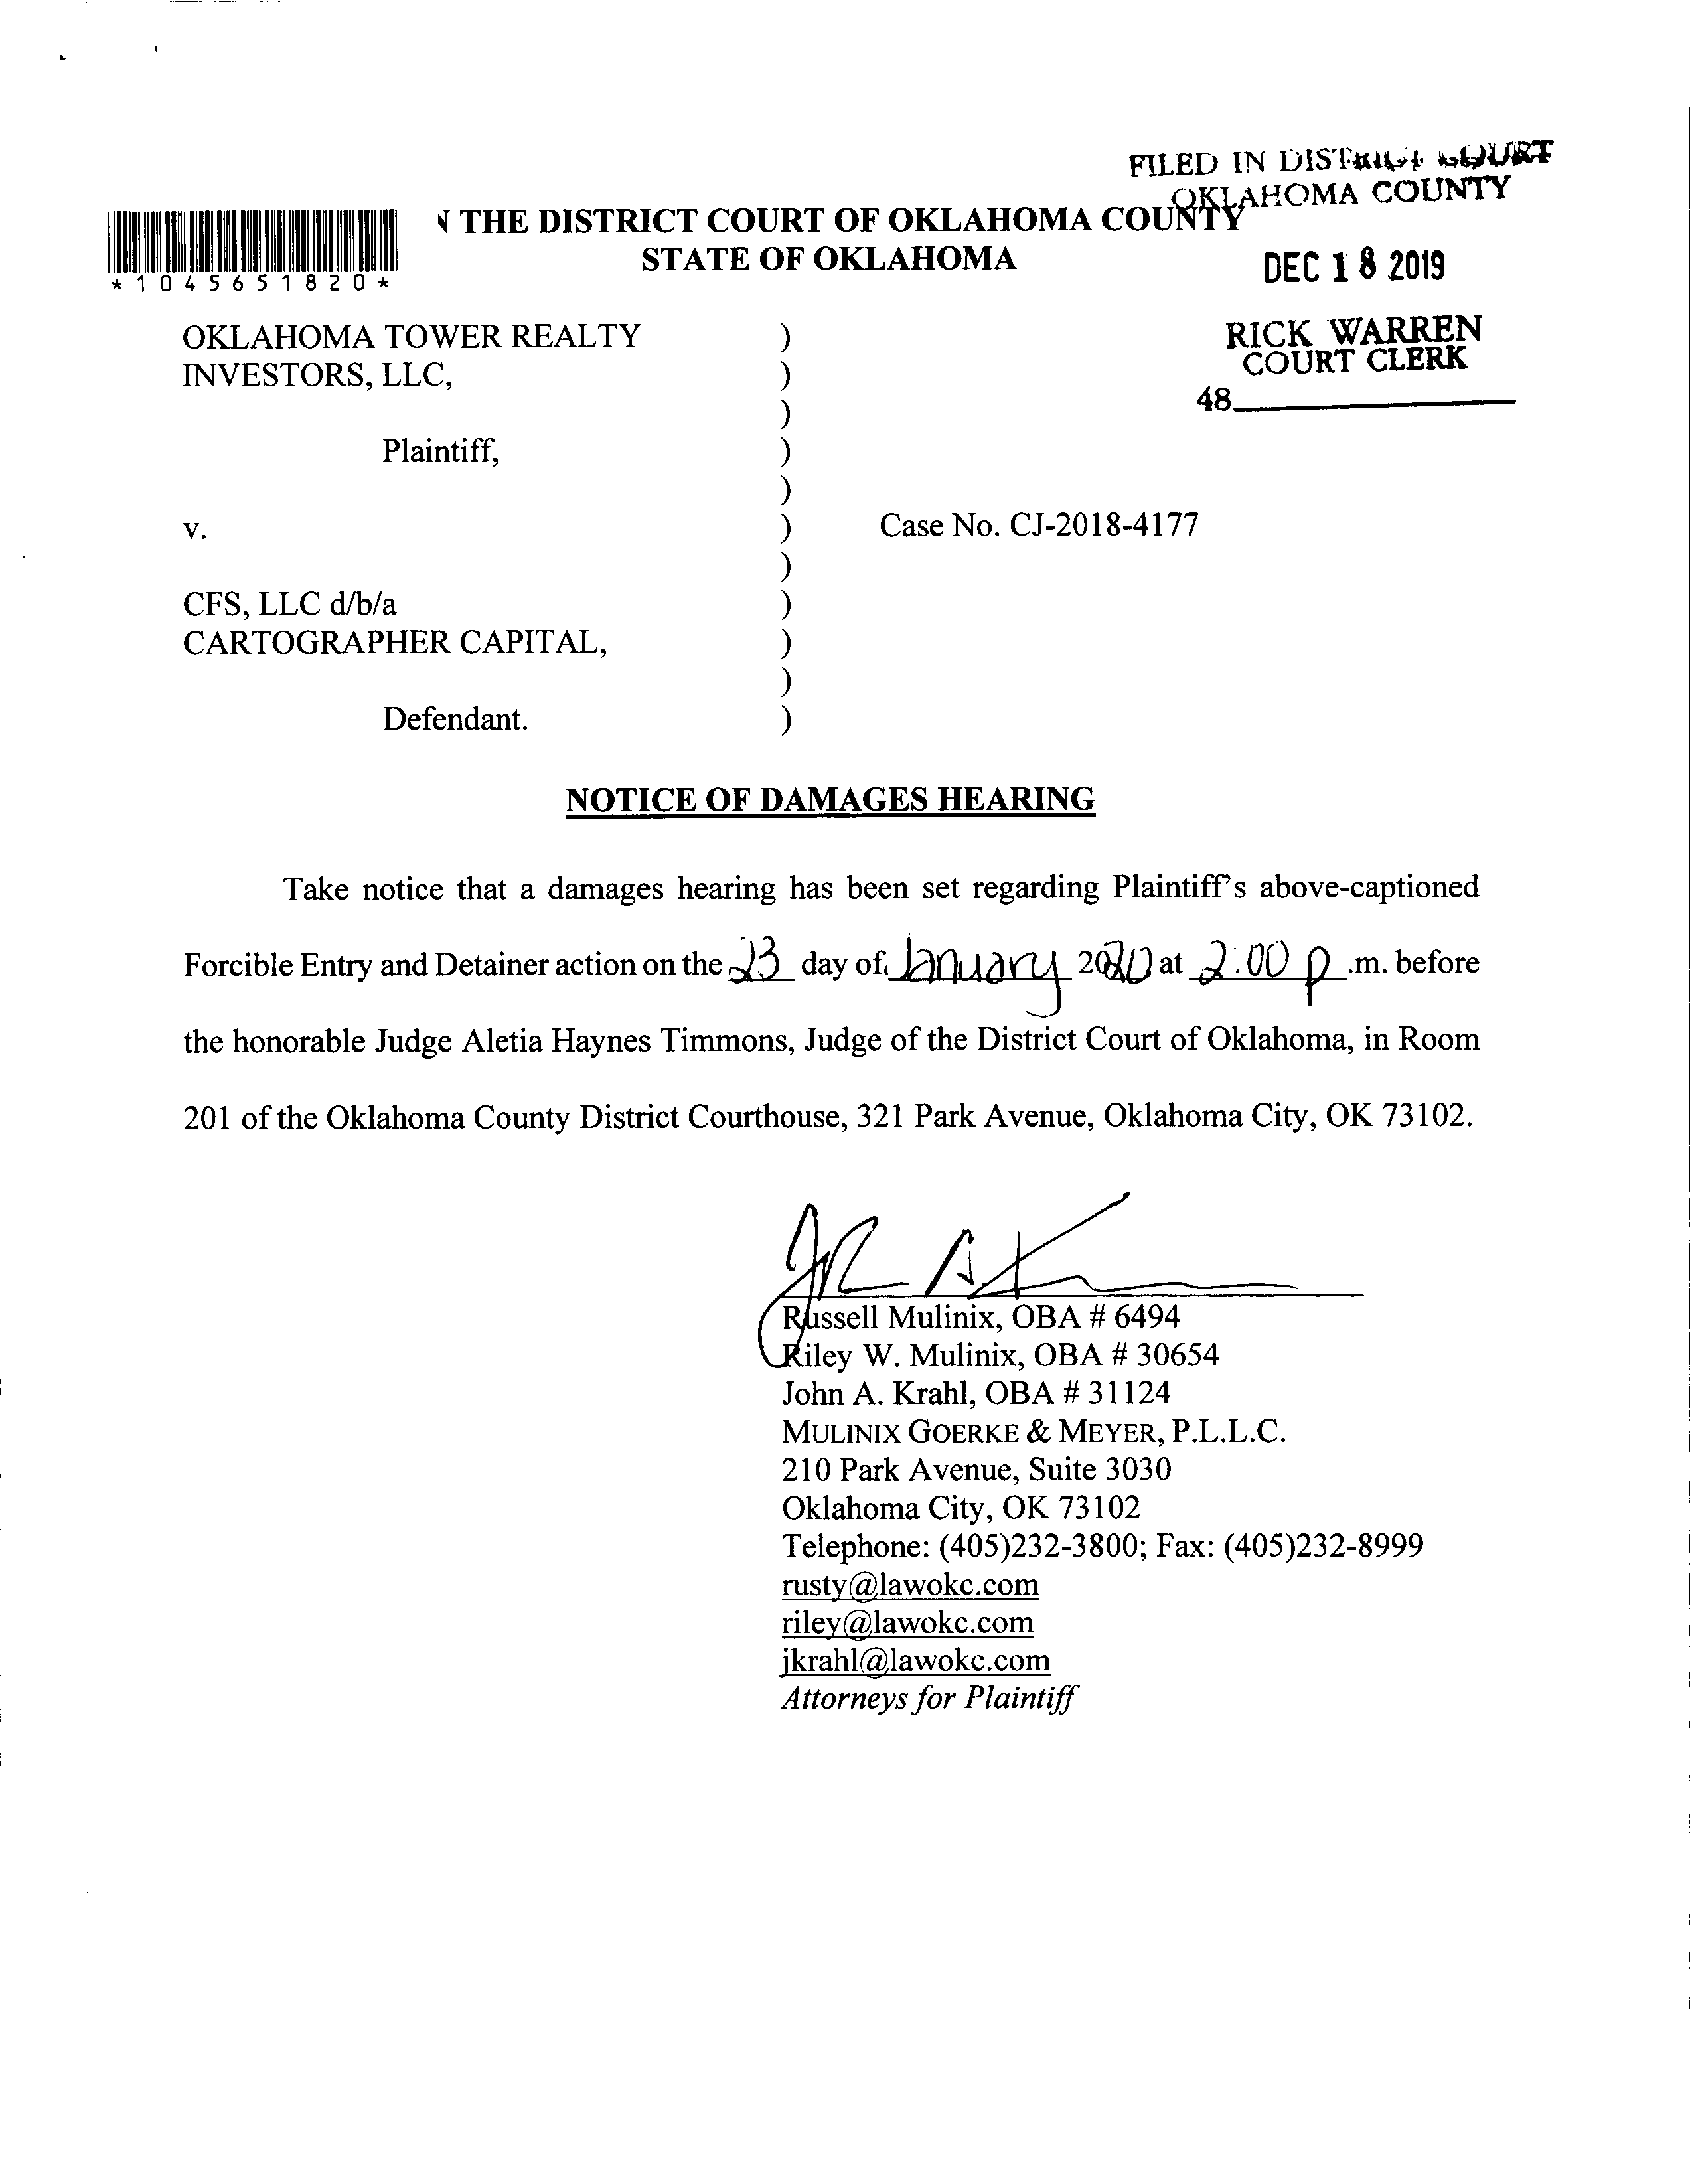 FILED IN DISTRICT COURT
OKLAHOMA COUNTY
THE DISTRICT COURT OF OKLAHOMA COUNTY
STATE OF OKLAHOMA
DEC 18 2019
*1045651820*
OKLAHOMA TOWER REALTY )
INVESTORS, LLC, )
)
Plaintiff, )
)
v. )
)
CFS, LLC d/b/a )
CARTOGRAPHER CAPITAL, )
)
Defendant. )
RICK WARREN
COURT CLERK
48
Case No. CJ-2018-4177
NOTICE OF DAMAGES HEARING
Take notice that a damages hearing has been set regarding Plaintiff's above-captioned
Forcible Entry and Detainer action on the 23 day of January 2020 at 2:00 p.m. before
the honorable Judge Aletia Haynes Timmons, Judge of the District Court of Oklahoma, in Room
201 of the Oklahoma County District Courthouse, 321 Park Avenue, Oklahoma City, OK 73102.
Russell Mulinix, OBA # 6494
Riley W. Mulinix, OBA # 30654
John A. Krahl, OBA # 31124
MULINIX GOERKE & MEYER, P.L.L.C.
210 Park Avenue, Suite 3030
Oklahoma City, OK 73102
Telephone: (405)232-3800; Fax: (405)232-8999
rusty@lawokc.com
riley@lawokc.com
jkrahl@lawokc.com
Attorneys for Plaintiff